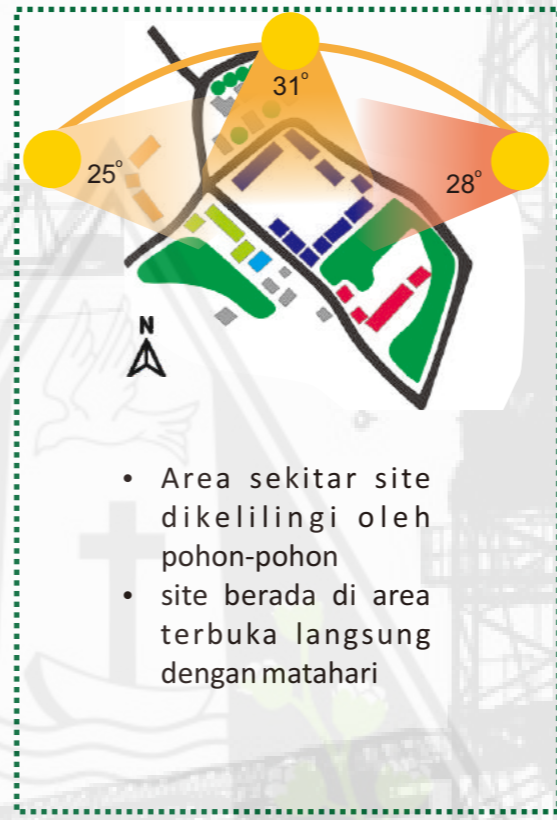 31°
25°
28°
N
• Area sekitar site
dikelilingi oleh
pohon-pohon
• site berada di area
terbuka langsung
dengan matahari